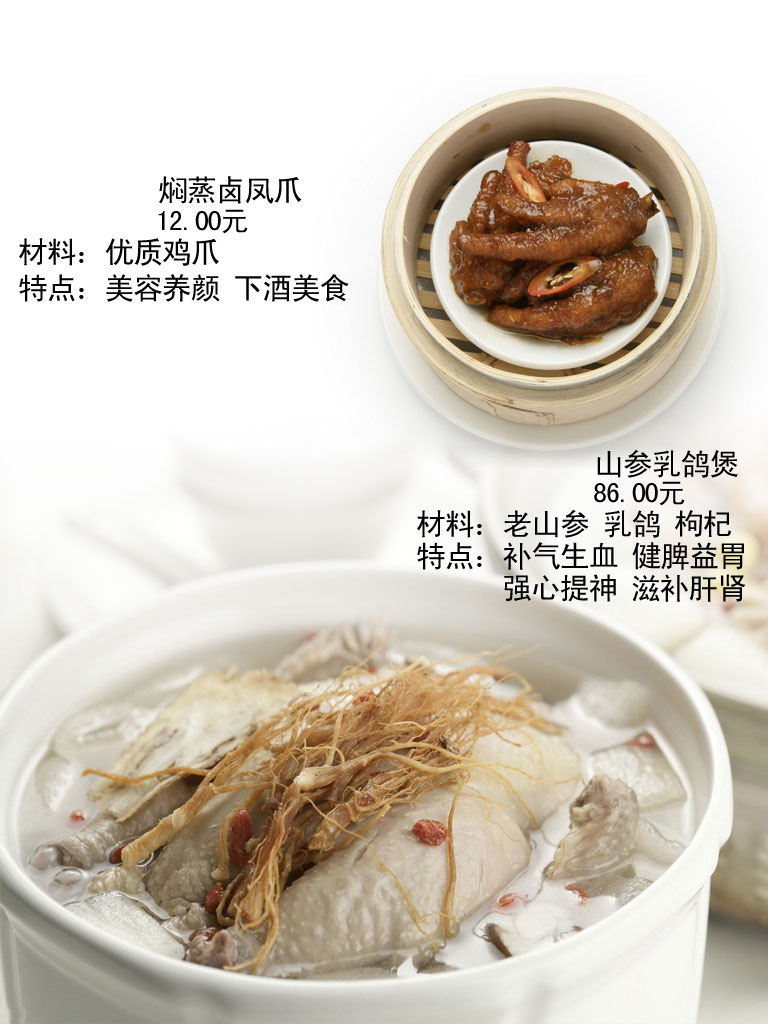 焖蒸卤凤爪
12.00元
材料：优质鸡爪
特点：美容养颜 下酒美食
山参乳鸽煲
86.00元
材料：老山参 乳鸽 枸杞
特点：补气生血 健脾益胃
强心提神 滋补肝肾